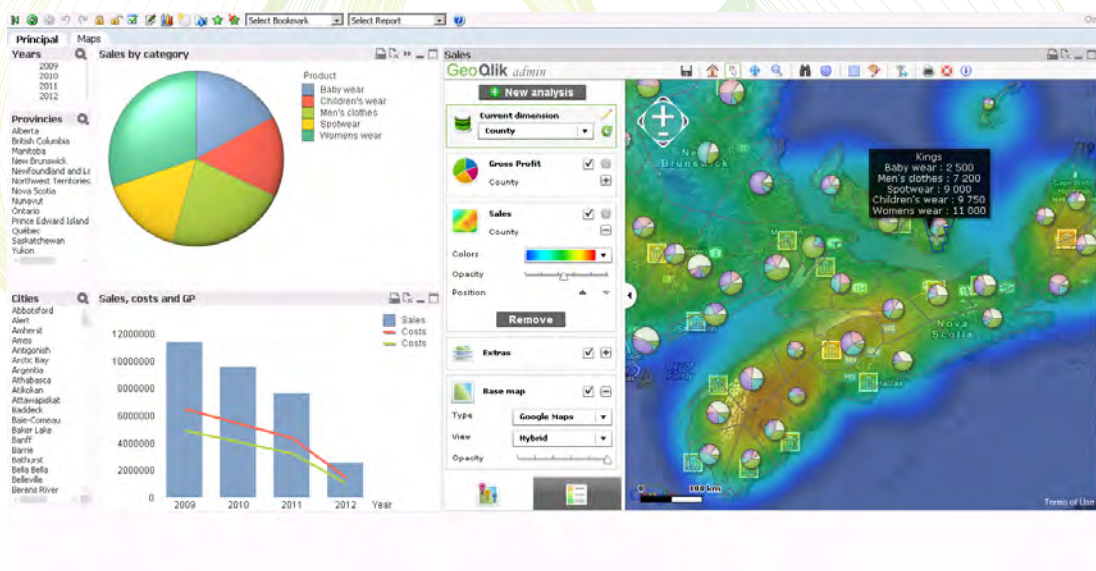 Select Bookmark
Select Report
Principal
Maps
Years
2009
2010
2011
2012
Provincies
Alberta
British Columbia
Manitoba
New Brunswick
Newfoundland and La
Northwest Territories
Nova Scotia
Nunavut
Ontario
Prince Edward Island
Québec
Saskatchewan
Yukon
Cities
Abbotsford
Alert
Amherst
Amos
Antigonish
Arctic Bay
Argentia
Athabasca
Atikokan
Attawapiskat
Baddeck
Baie-Comeau
Baker Lake
Banff
Barrie
Bathurst
Bella Bella
Belleville
Berens River
Sales by category
Product
Baby wear
Children's wear
Men's clothes
Spotwear
Womens wear
Sales, costs and GP
Sales
Costs
Costs
12000000
10000000
8000000
6000000
4000000
2000000
0
2009
2010
2011
2012
Year
Sales
GeoQlik admin
New analysis
Current dimension
County
Gross Profit
County
Sales
County
Colors
Opacity
Position
Remove
Extras
Base map
Type
Google Maps
View
Hybrid
Opacity
Kings
Baby wear : 2 500
Men's clothes : 7 200
Spotwear : 9 000
Children's wear : 9 750
Womens wear : 11 000
Brunswick
Nova
Scotia
Halifax
0
100 km
Terms of Use